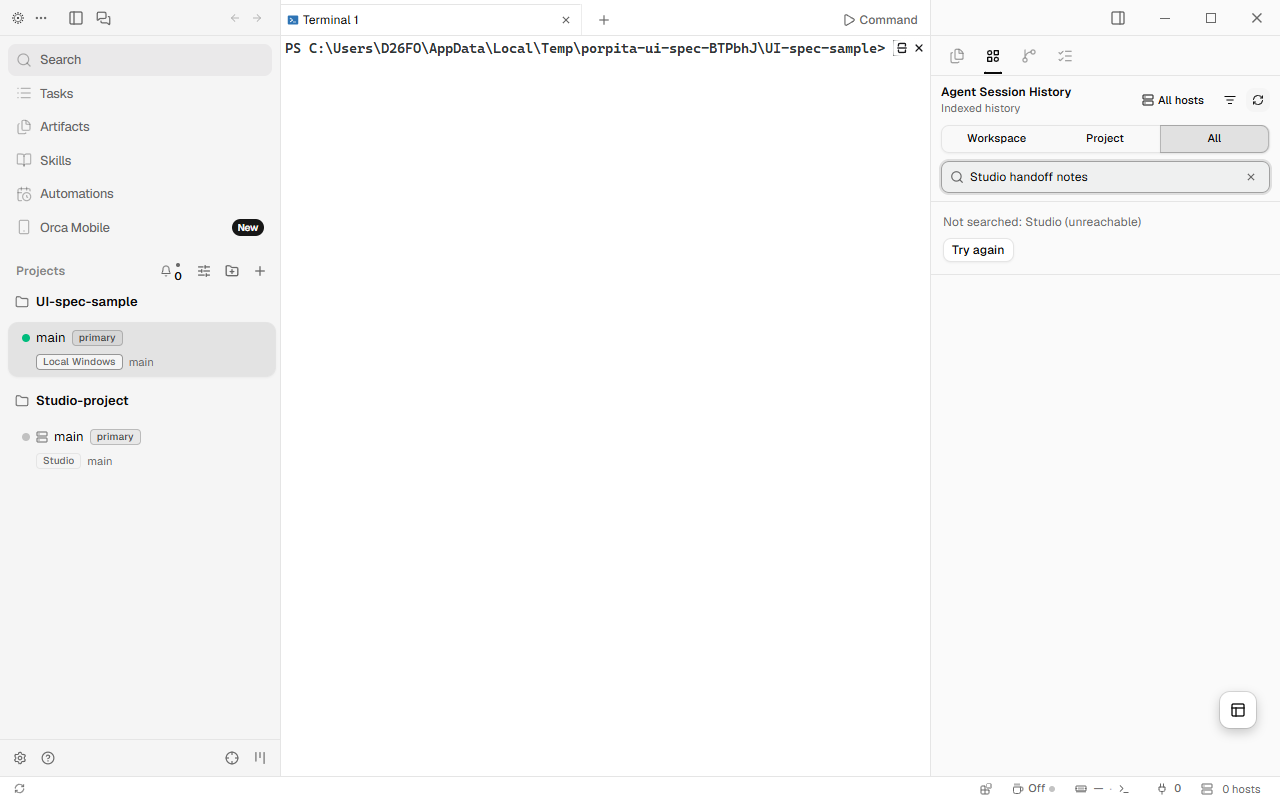 Terminal 1
Command
Search
Tasks
Artifacts
Skills
Automations
Orca Mobile New
Projects 0
UI-spec-sample
main primary
Local Windows main
Studio-project
main primary
Studio main
PS C:\Users\D26FO\AppData\Local\Temp\porpita-ui-spec-BTPbhJ\UI-spec-sample>
Agent Session History
Indexed history
All hosts
Workspace Project All
Studio handoff notes
Not searched: Studio (unreachable)
Try again
Off
0
0 hosts